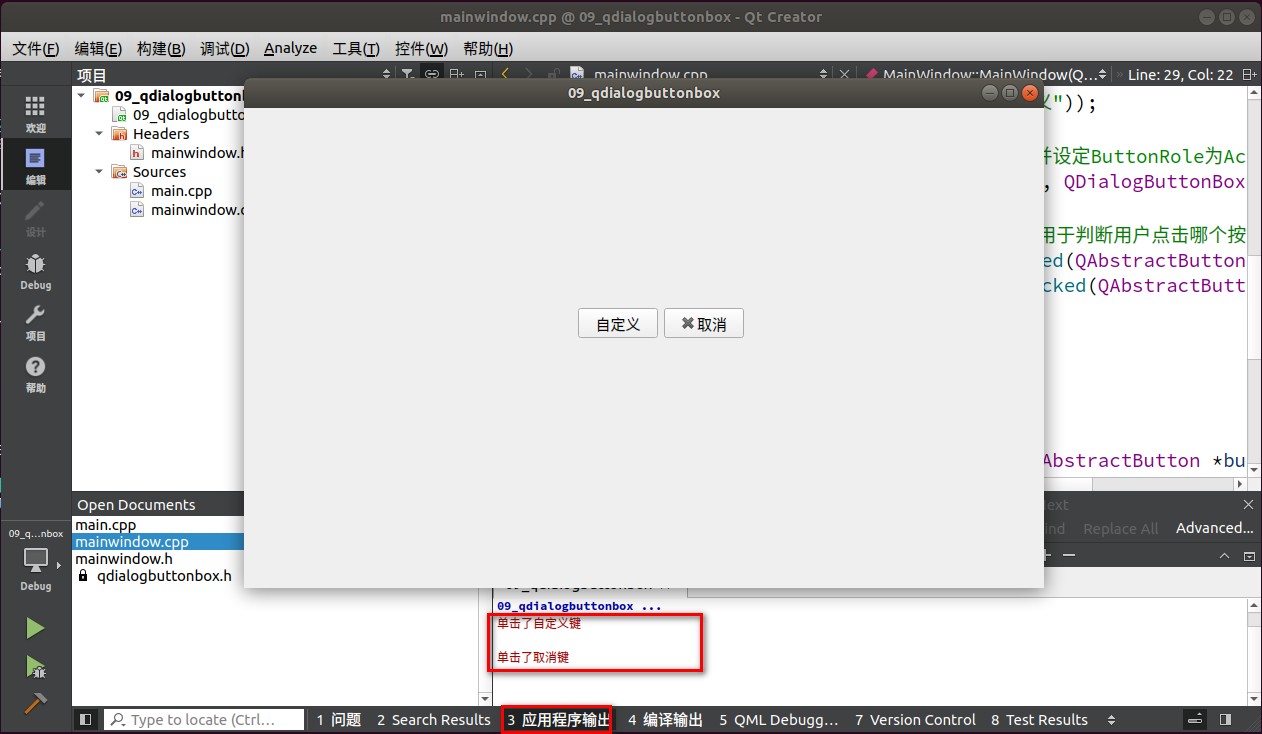 mainwindow.cpp @ 09_qdialogbuttonbox - Qt Creator
文件(F) 编辑(E) 构建(B) 调试(D) Analyze 工具(T) 控件(W) 帮助(H)
项目
mainwindow.cpp
MainWindow::MainWindow(Q...
Line: 29, Col: 22
欢迎
编辑
设计
Debug
项目
帮助
09_qdialogbutton
09_qdialogbutto
Headers
mainwindow.h
Sources
main.cpp
mainwindow.c
09_qdialogbuttonbox
自定义
取消
"));
设定ButtonRole为Ac
, QDialogButtonBox
用于判断用户点击哪个按
ed(QAbstractButton
cked(QAbstractButt
AbstractButton *bu
Open Documents
main.cpp
mainwindow.cpp
mainwindow.h
qdialogbuttonbox.h
09_q...nbox
Debug
Replace All
Advanced...
09_qdialogbuttonbox ...
单击了自定义键
单击了取消键
Type to locate (Ctrl...
1 问题
2 Search Results
3 应用程序输出
4 编译输出
5 QML Debugg...
7 Version Control
8 Test Results